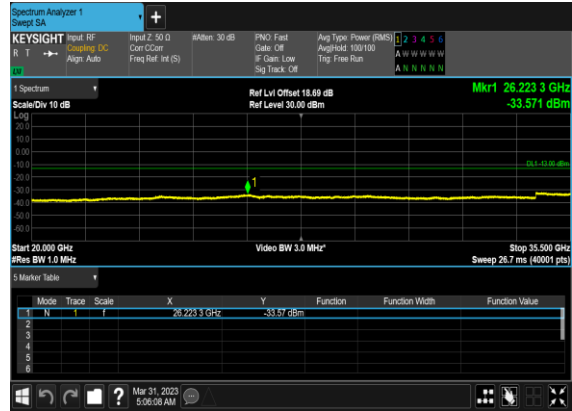 Spectrum Analyzer 1
Swept SA
+
KEYSIGHT Input: RF Input Z: 50 Ω #Atten: 30 dB PNO: Fast Avg Type: Power (RMS) 1 2 3 4 5 6
R T Coupling: DC Corr CCorr Gate: Off Avg|Hold: 100/100 A W W W W W
Align: Auto Freq Ref: Int (S) IF Gain: Low Trig: Free Run
Sig Track: Off A N N N N N
1 Spectrum Ref Lvl Offset 18.69 dB Mkr1 26.223 3 GHz
Scale/Div 10 dB Ref Level 30.00 dBm -33.571 dBm
Log
20.0
10.0
0.00
-10.0
DL1 -13.00 dBm
-20.0
1
-30.0
-40.0
-50.0
-60.0
Start 20.000 GHz Video BW 3.0 MHz* Stop 35.500 GHz
#Res BW 1.0 MHz Sweep 26.7 ms (40001 pts)
5 Marker Table
Mode Trace Scale X Y Function Function Width Function Value
1 N 1 f 26.223 3 GHz -33.57 dBm
2
3
4
5
6
? Mar 31, 2023
5:06:08 AM